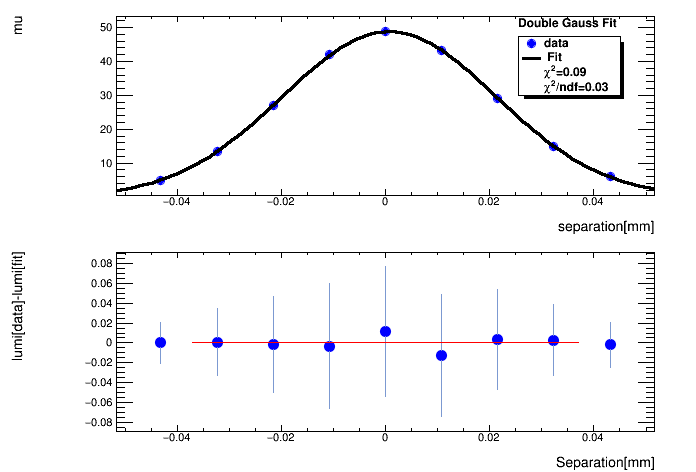 mu
Double Gauss Fit
data
Fit
χ²=0.09
χ²/ndf=0.03
50
40
30
20
10
−0.04 −0.02 0 0.02 0.04
separation[mm]
lumi[data]-lumi[fit]
0.08
0.06
0.04
0.02
0
−0.02
−0.04
−0.06
−0.08
−0.04 −0.02 0 0.02 0.04
Separation[mm]